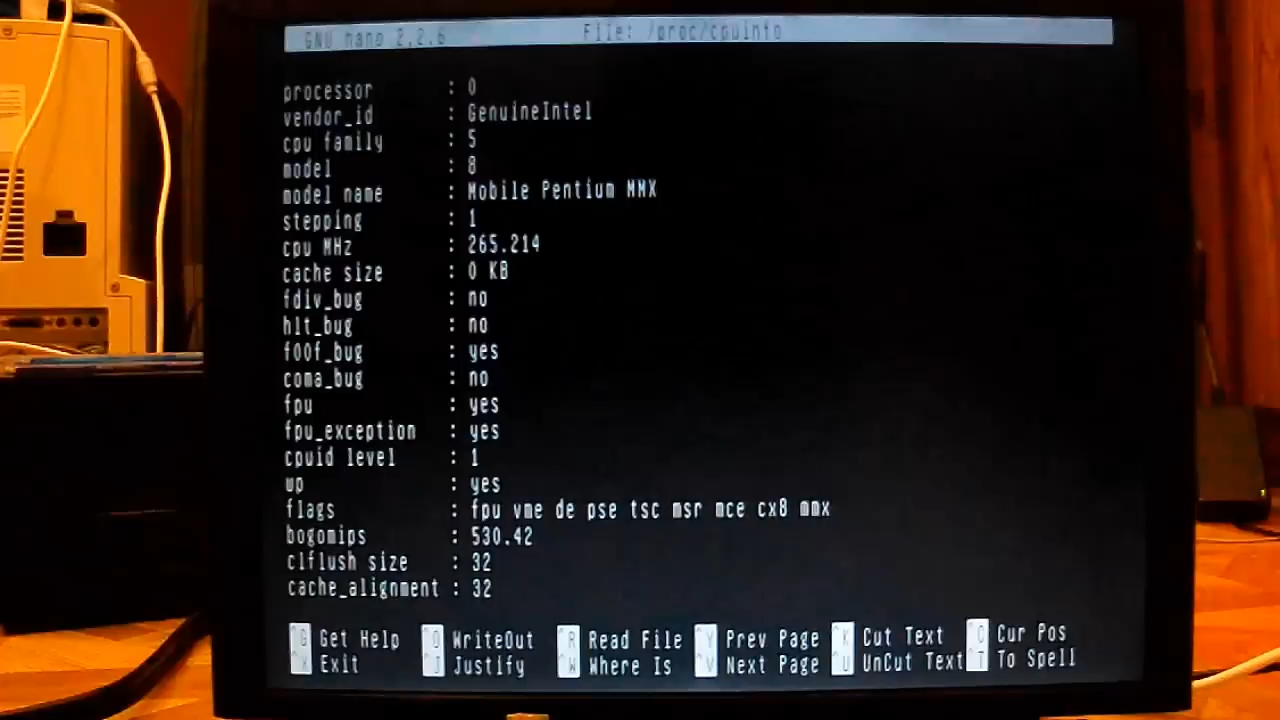 GNU nano 2.2.6 File: /proc/cpuinfo
processor : 0
vendor_id : GenuineIntel
cpu family : 5
model : 8
model name : Mobile Pentium MMX
stepping : 1
cpu MHz : 265.214
cache size : 0 KB
fdiv_bug : no
hlt_bug : no
f00f_bug : yes
coma_bug : no
fpu : yes
fpu_exception : yes
cpuid level : 1
up : yes
flags : fpu vme de pse tsc msr mce cx8 mmx
bogomips : 530.42
clflush size : 32
cache_alignment : 32
^G Get Help ^O WriteOut ^R Read File ^Y Prev Page ^K Cut Text ^C Cur Pos
^X Exit ^J Justify ^W Where Is ^V Next Page ^U UnCut Text ^T To Spell